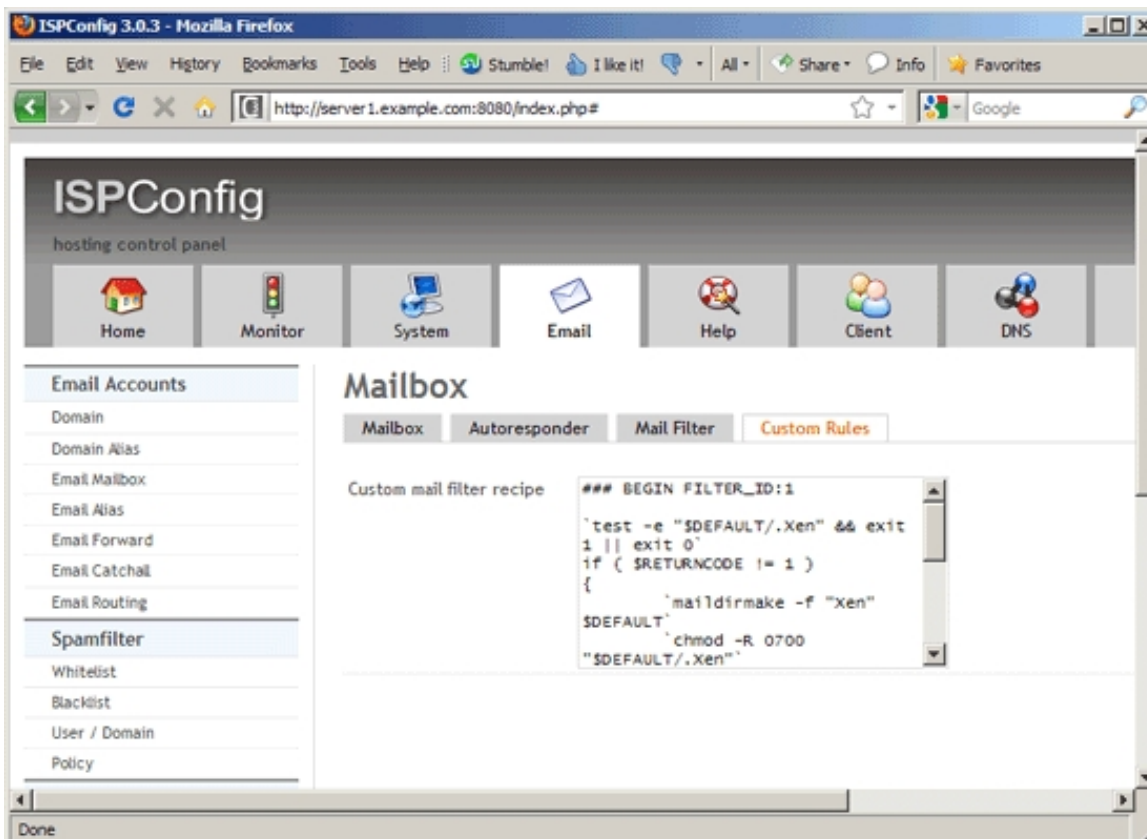 ISPConfig 3.0.3 - Mozilla Firefox
File Edit View History Bookmarks Tools Help Stumble! I like it! All Share Info Favorites
http://server1.example.com:8080/index.php# Google
ISPConfig
hosting control panel
Home Monitor System Email Help Client DNS
Email Accounts
Domain
Domain Alias
Email Mailbox
Email Alias
Email Forward
Email Catchall
Email Routing
Spamfilter
Whitelist
Blacklist
User / Domain
Policy
Mailbox
Mailbox Autoresponder Mail Filter Custom Rules
Custom mail filter recipe
### BEGIN FILTER_ID:1
`test -e "$DEFAULT/.Xen" && exit
1 || exit 0`
if ( $RETURNCODE != 1 )
{
`maildirmake -f "Xen"
$DEFAULT`
`chmod -R 0700
"$DEFAULT/.Xen"`
Done